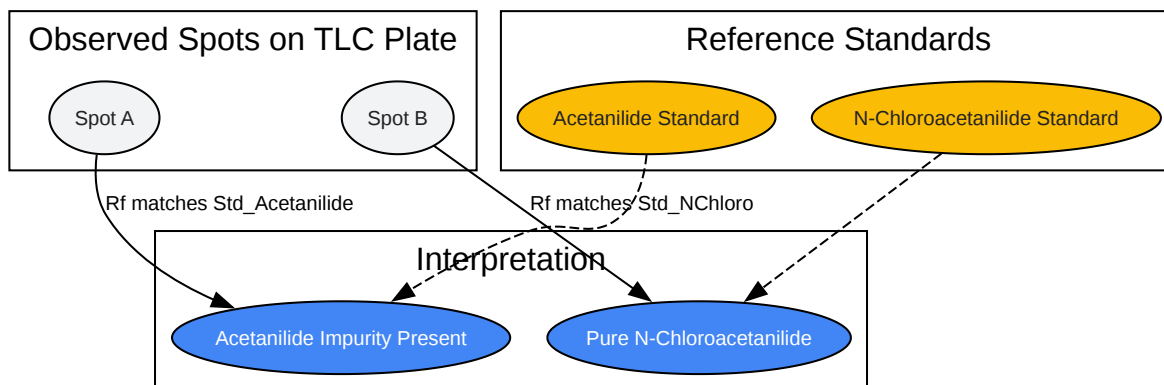 Observed Spots on TLC Plate
Reference Standards
Spot A
Spot B
Acetanilide Standard
N-Chloroacetanilide Standard
Rf matches Std_Acetanilide
Rf matches Std_NChloro
Interpretation
Acetanilide Impurity Present
Pure N-Chloroacetanilide